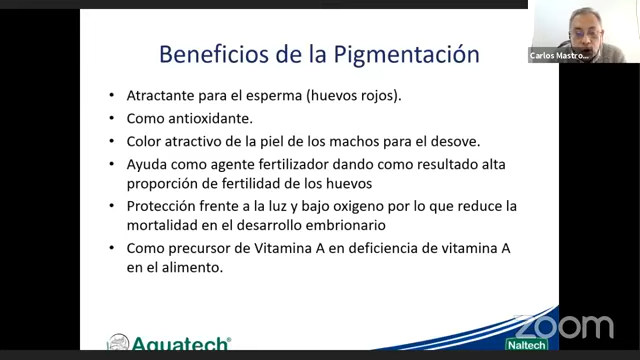 Carlos Mastro...
Beneficios de la Pigmentación
• Atractante para el esperma (huevos rojos).
• Como antioxidante.
• Color atractivo de la piel de los machos para el desove.
• Ayuda como agente fertilizador dando como resultado alta
proporción de fertilidad de los huevos
• Protección frente a la luz y bajo oxigeno por lo que reduce la
mortalidad en el desarrollo embrionario
• Como precursor de Vitamina A en deficiencia de vitamina A
en el alimento.
zoom
Aquatech®
Naltech